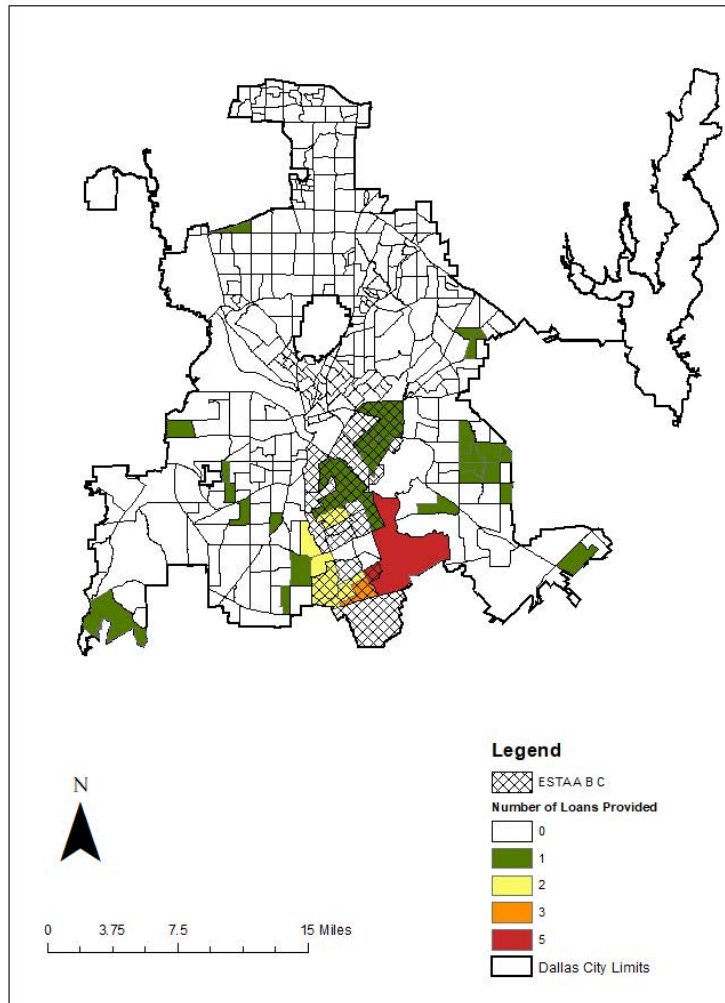 N
0 3.75 7.5 15 Miles
Legend
ESTA A B C
Number of Loans Provided
0
1
2
3
5
Dallas City Limits